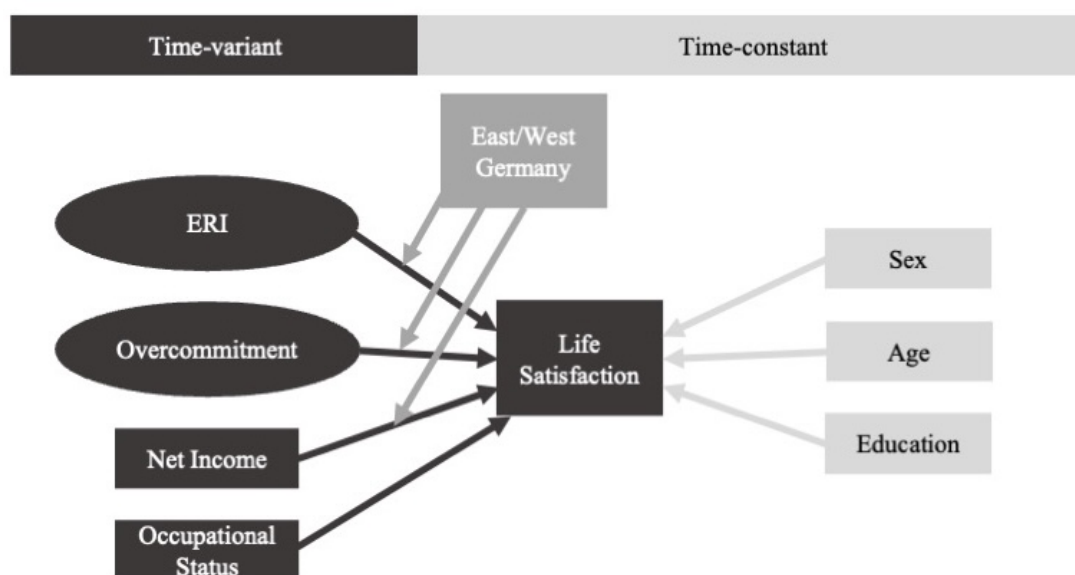 Time-variant
Time-constant
East/West
Germany
ERI
Sex
Overcommitment
Life
Satisfaction
Age
Net Income
Education
Occupational
Status